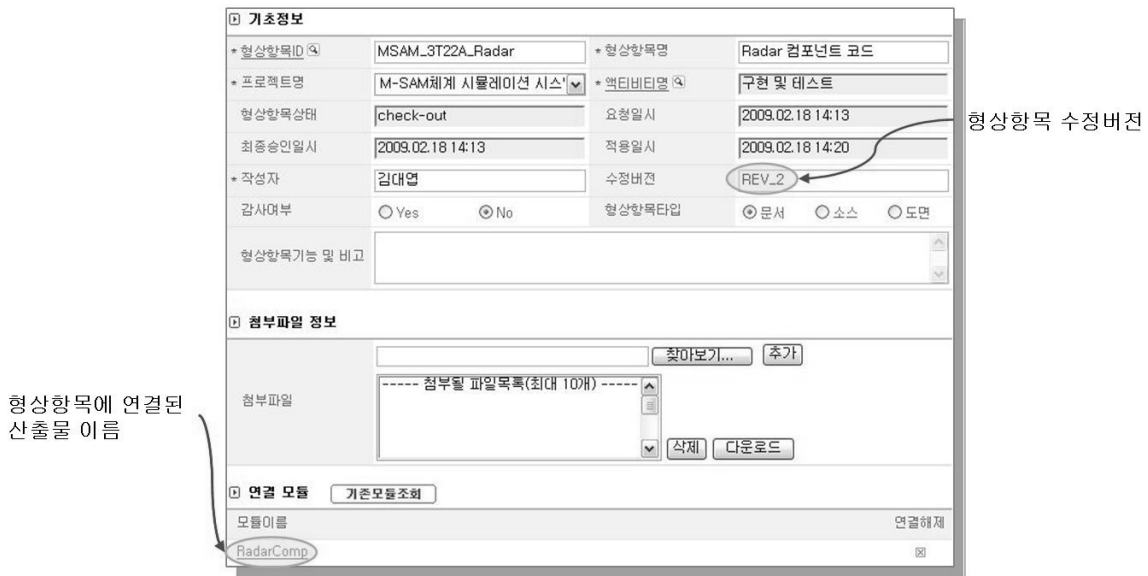 기초정보
* 형상항목ID MSAM_3T22A_Radar * 형상항목명 Radar 컴포넌트 코드
* 프로젝트명 M-SAM체계 시뮬레이션 시스' * 액티비티명 구현 및 테스트
형상항목상태 check-out 요청일시 2009.02.18 14:13
형상항목 수정버전
최종승인일시 2009.02.18 14:13 적용일시 2009.02.18 14:20
* 작성자 김대엽 수정버전 REV_2
감사여부 Yes No 형상항목타입 문서 소스 도면
형상항목기능 및 비고
첨부파일 정보
찾아보기... 추가
첨부파일 ----- 첨부될 파일목록(최대 10개) -----
삭제 다운로드
형상항목에 연결된
산출물 이름
연결 모듈 기존모듈조회
모듈이름 연결해제
RadarComp